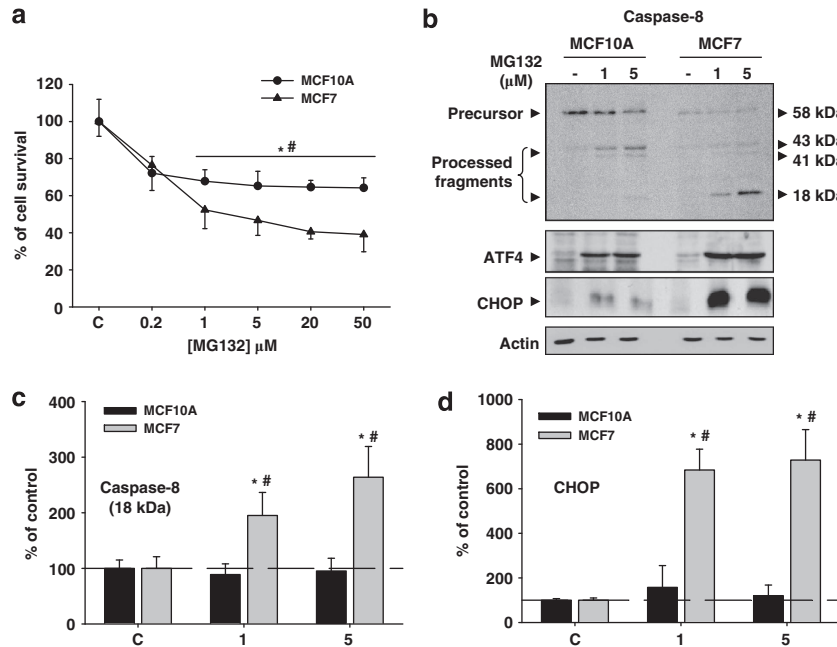 a
MCF10A
MCF7
* #
120
100
80
60
40
20
0
% of cell survival
C 0.2 1 5 20 50
[MG132] μM
b
Caspase-8
MCF10A MCF7
MG132 (μM)
- 1 5 - 1 5
Precursor
Processed fragments
58 kDa
43 kDa
41 kDa
18 kDa
ATF4
CHOP
Actin
c
MCF10A
MCF7
400
300
200
100
0
% of control
Caspase-8
(18 kDa)
* #
* #
C 1 5
d
MCF10A
MCF7
1000
800
600
400
200
0
% of control
CHOP
* #
* #
C 1 5